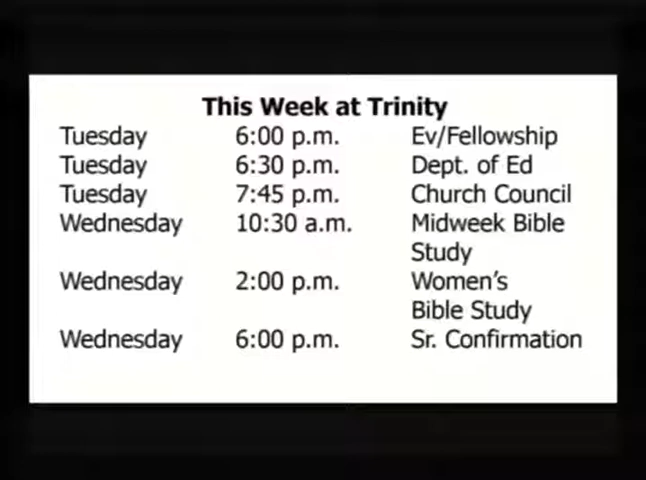 This Week at Trinity
Tuesday 6:00 p.m. Ev/Fellowship
Tuesday 6:30 p.m. Dept. of Ed
Tuesday 7:45 p.m. Church Council
Wednesday 10:30 a.m. Midweek Bible
Study
Wednesday 2:00 p.m. Women's
Bible Study
Wednesday 6:00 p.m. Sr. Confirmation